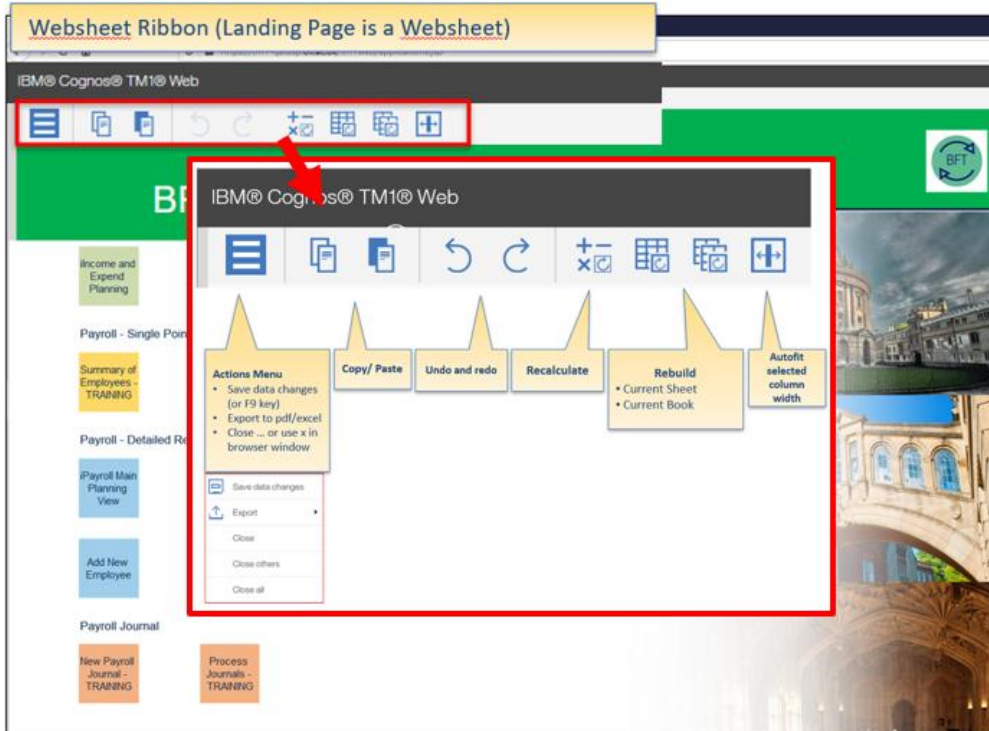 Websheet Ribbon (Landing Page is a Websheet)
IBM® Cognos® TM1® Web
BFT
IBM® Cognos® TM1® Web
iIncome and
Expend
Planning
Payroll - Single
Summary of
Employees -
TRAINING
Payroll - Detailed
iPayroll Main
Planning
View
Add New
Employee
Payroll Journal
New Payroll
Journal -
TRAINING
Process
Journals -
TRAINING
Actions Menu
• Save data changes
(or F9 key)
• Export to pdf/excel
• Close ... or use x in
browser window
Copy/ Paste
Undo and redo
Recalculate
Rebuild
• Current Sheet
• Current Book
Autofit
selected
column
width
Save data changes
Export
Close
Close others
Close all